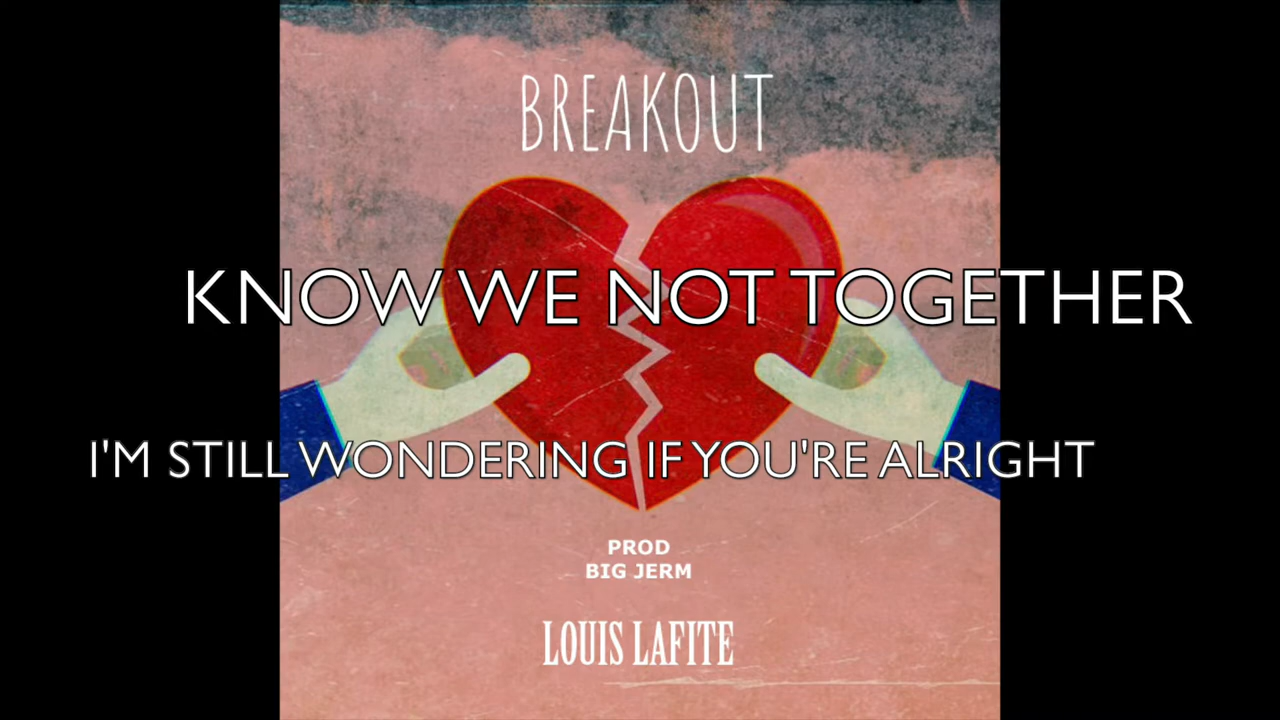 BREAKOUT
KNOW WE NOT TOGETHER
I'M STILL WONDERING IF YOU'RE ALRIGHT
PROD
BIG JERM
LOUIS LAFITE